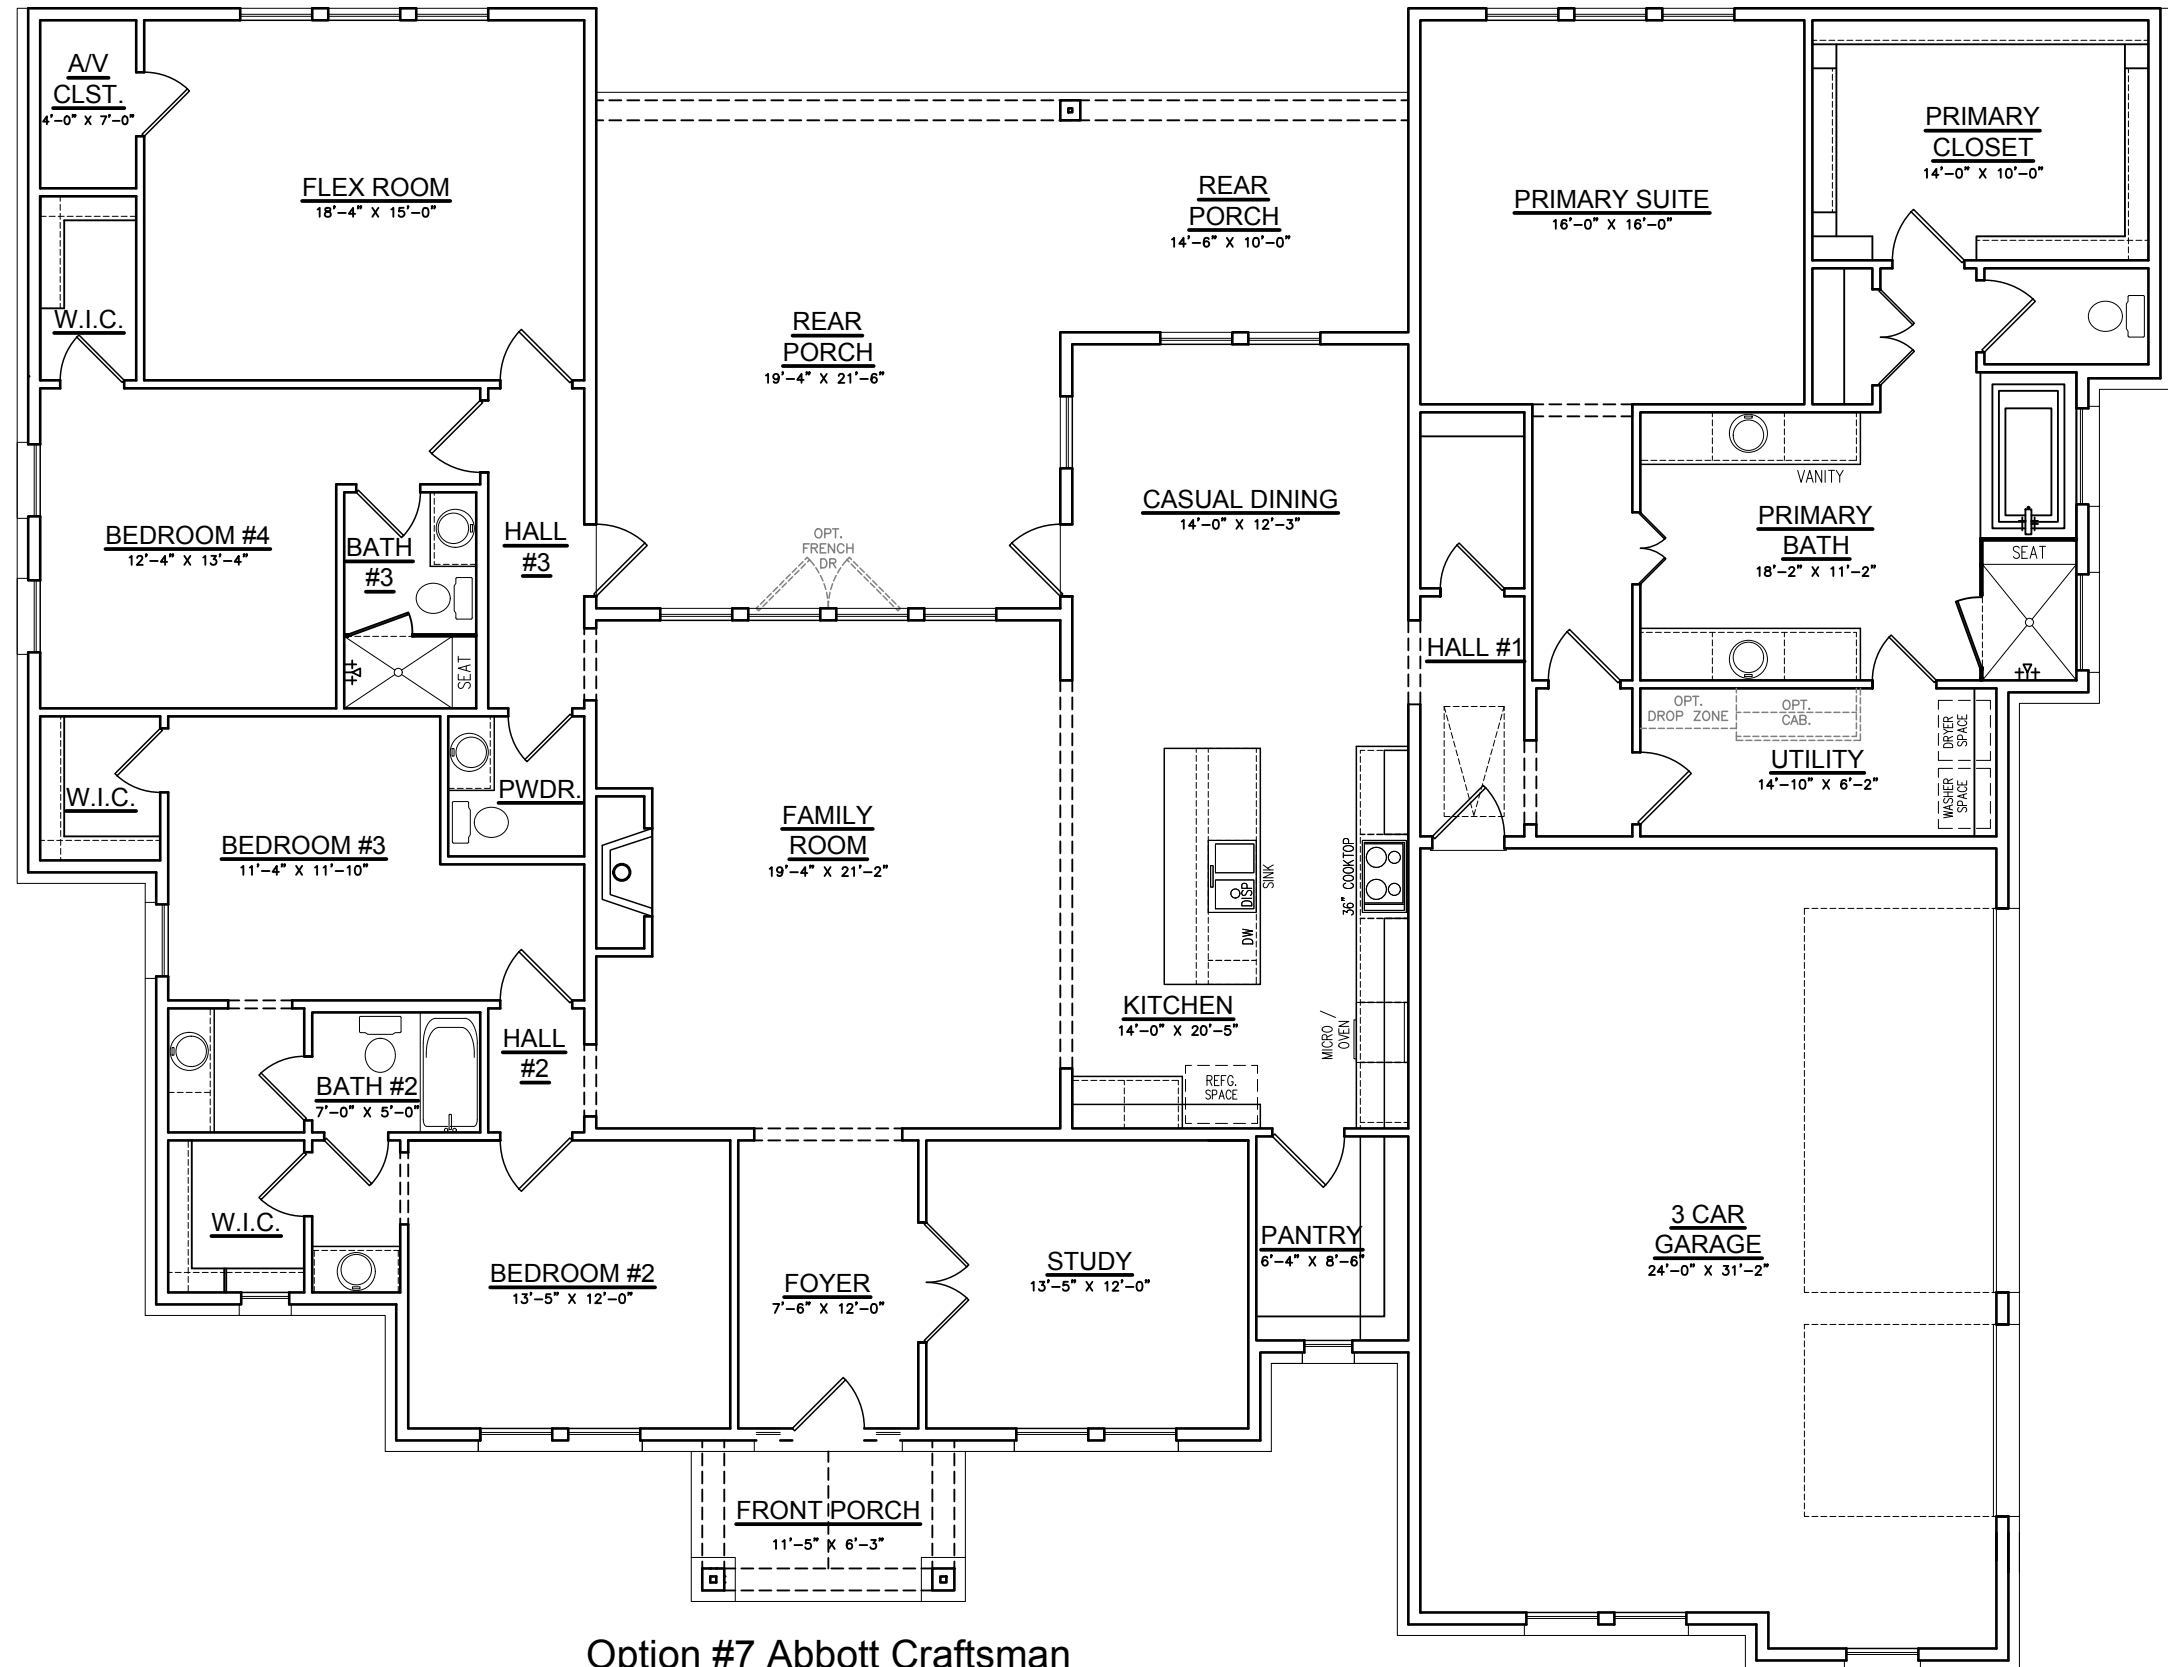 A/V
CLST.
4'-0" X 7'-0"
FLEX ROOM
18'-4" X 15'-0"
W.I.C.
REAR
PORCH
14'-6" X 10'-0"
REAR
PORCH
19'-4" X 21'-6"
PRIMARY SUITE
16'-0" X 16'-0"
PRIMARY
CLOSET
14'-0" X 10'-0"
BEDROOM #4
12'-4" X 13'-4"
BATH
#3
SEAT
HALL
#3
OPT.
FRENCH
DR
CASUAL DINING
14'-0" X 12'-3"
VANITY
PRIMARY
BATH
18'-2" X 11'-2"
SEAT
HALL #1
OPT.
DROP ZONE
OPT.
CAB.
UTILITY
14'-10" X 6'-2"
DRYER
SPACE
WASHER
SPACE
W.I.C.
PWDR.
BEDROOM #3
11'-4" X 11'-10"
FAMILY
ROOM
19'-4" X 21'-2"
SINK
DISP
DW
36" COOKTOP
KITCHEN
14'-0" X 20'-5"
MICRO /
OVEN
REFG.
SPACE
HALL
#2
BATH #2
7'-0" X 5'-0"
W.I.C.
BEDROOM #2
13'-5" X 12'-0"
FOYER
7'-6" X 12'-0"
STUDY
13'-5" X 12'-0"
PANTRY
6'-4" X 8'-6"
3 CAR
GARAGE
24'-0" X 31'-2"
FRONT PORCH
11'-5" X 6'-3"
Option #7 Abbott Craftsman